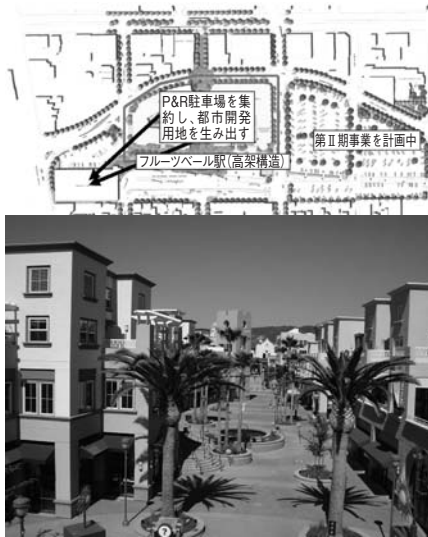 P&R駐車場を集
約し、都市開発
用地を生み出す
第Ⅱ期事業を計画中
フルーツベール駅(高架構造)
?